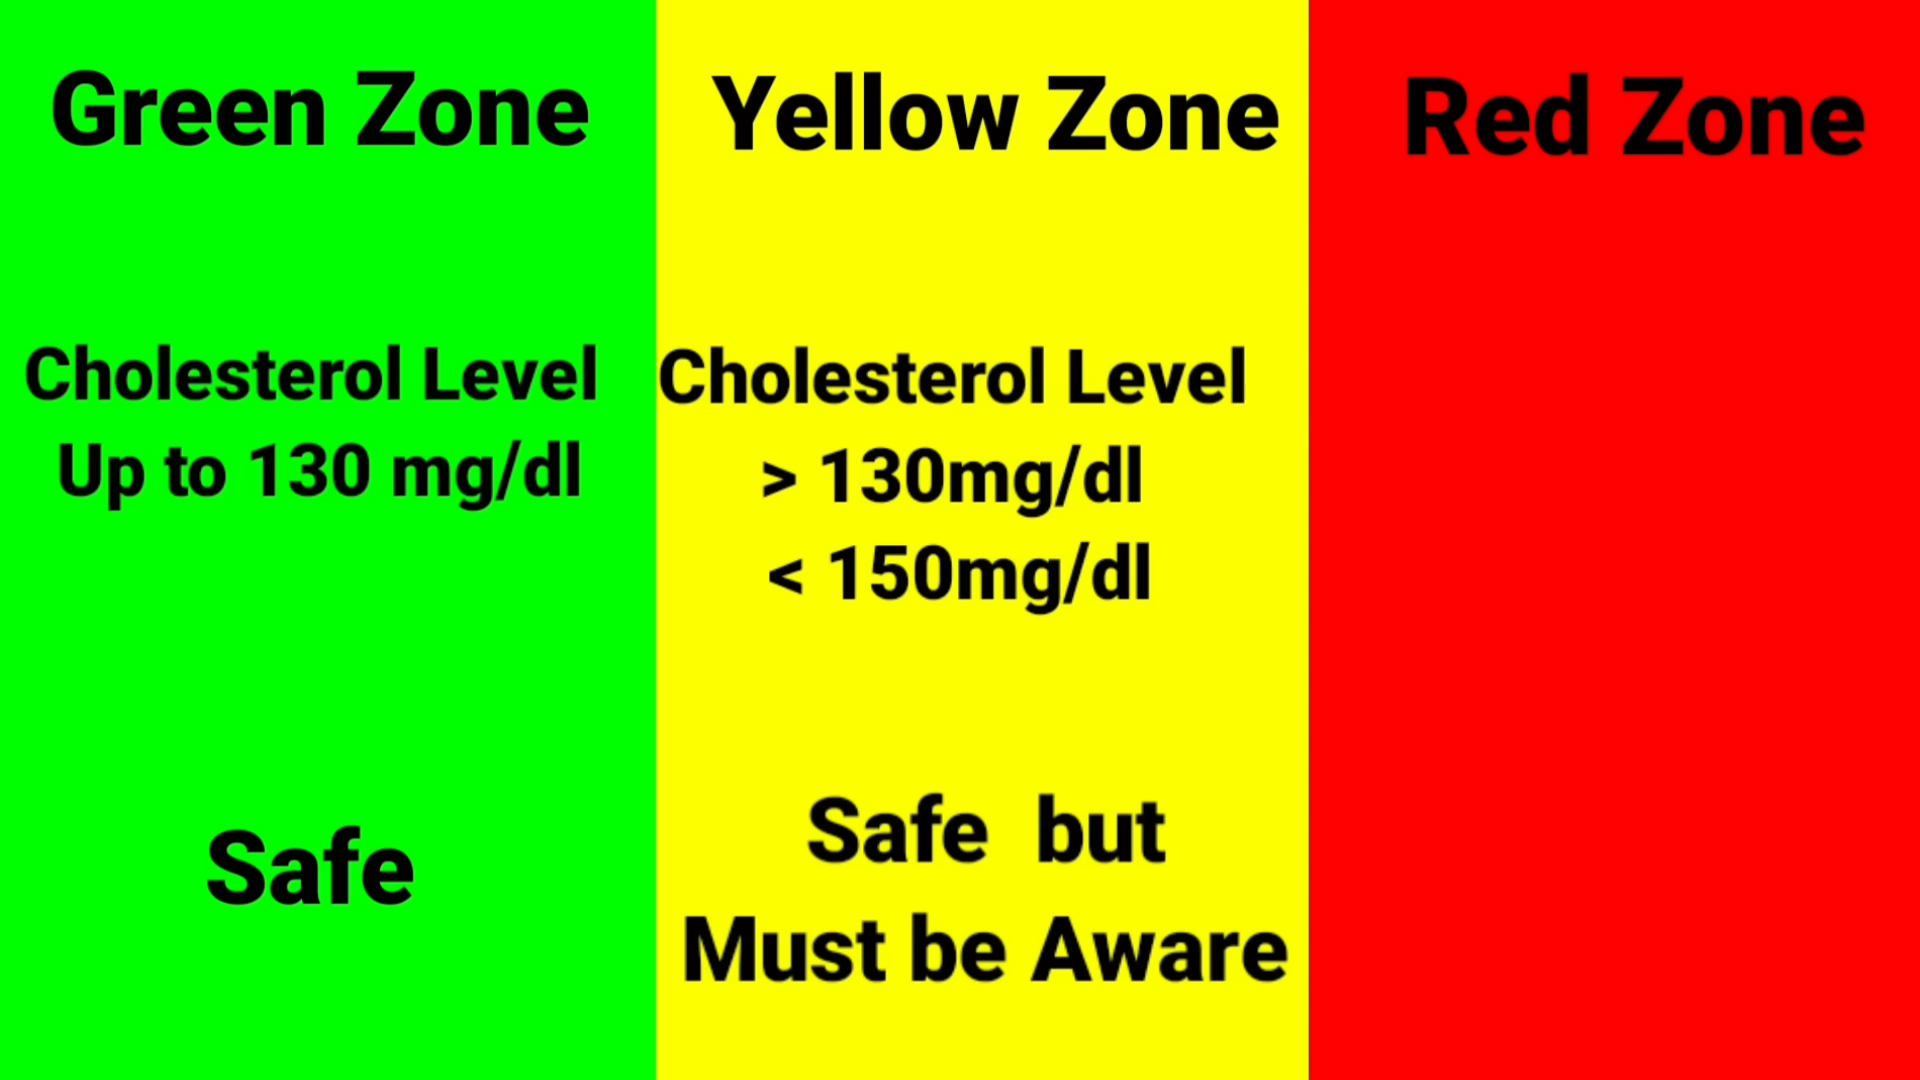 Green Zone
Cholesterol Level
Up to 130 mg/dl
Safe
Yellow Zone
Cholesterol Level
> 130mg/dl
< 150mg/dl
Safe but
Must be Aware
Red Zone